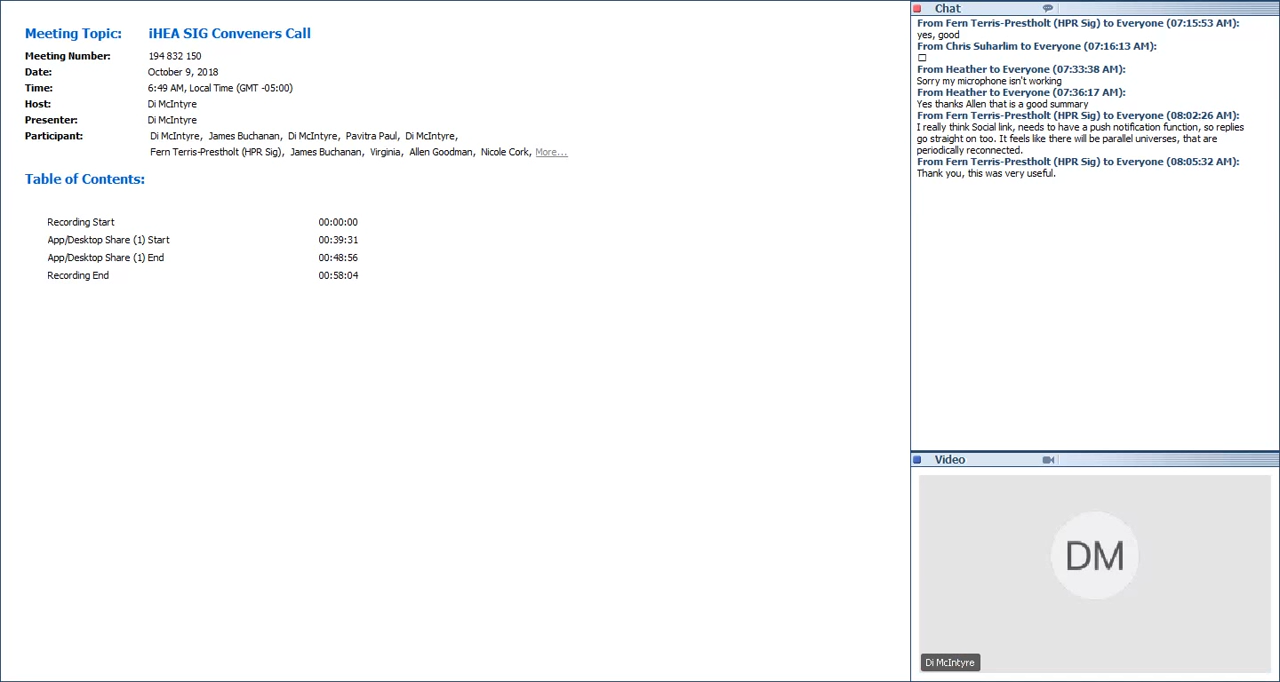 Meeting Topic: iHEA SIG Conveners Call
Meeting Number: 194 832 150
Date: October 9, 2018
Time: 6:49 AM, Local Time (GMT -05:00)
Host: Di McIntyre
Presenter: Di McIntyre
Participant: Di McIntyre, James Buchanan, Di McIntyre, Pavitra Paul, Di McIntyre,
Fern Terris-Prestholt (HPR Sig), James Buchanan, Virginia, Allen Goodman, Nicole Cork, More...
Table of Contents:
Recording Start 00:00:00
App/Desktop Share (1) Start 00:39:31
App/Desktop Share (1) End 00:48:56
Recording End 00:58:04
Chat
From Fern Terris-Prestholt (HPR Sig) to Everyone (07:15:53 AM):
yes, good
From Chris Suharlim to Everyone (07:16:13 AM):
From Heather to Everyone (07:33:38 AM):
Sorry my microphone isn't working
From Heather to Everyone (07:36:17 AM):
Yes thanks Allen that is a good summary
From Fern Terris-Prestholt (HPR Sig) to Everyone (08:02:26 AM):
I really think Social link, needs to have a push notification function, so replies
go straight on too. It feels like there will be parallel universes, that are
periodically reconnected.
From Fern Terris-Prestholt (HPR Sig) to Everyone (08:05:32 AM):
Thank you, this was very useful.
Video
DM
Di McIntyre